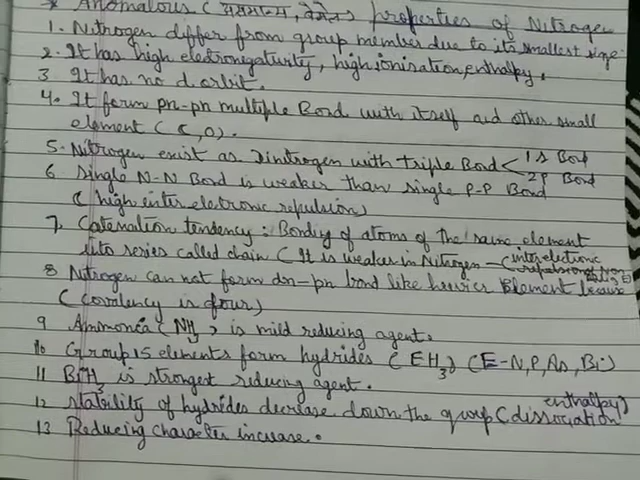 * Anomalous (असामान्य, ) properties of Nitrogen
1. Nitrogen differ from group member due to its smallest size.
2. It has high electronegaturity, high ionisation enthalpy.
3 It has no d orbit.
4. It form pπ-pπ multiple Bond with itself and other small
element (C, O).
5. Nitrogen exist as Dinitrogen with triple Bond < 1 s Bond
2p Bond
6 Single N-N Bond is weaker than single P-P Bond
( high inter electronic repulsion)
7. Catenation tendency: Bonding of atoms of the same element
into series called chain ( It is weaker in Nitrogen - (inter electronic
repulsion
8 Nitrogen can not form dπ-pπ bond like heavier Element because
(covalency is four)
9 Ammonia (NH3) is mild reducing agent.
10 Group 15 elements form hydrides (EH3) (E-N,P,As,Bi)
11 BiH3 is strongest reducing agent.
12 Stability of hydrides decrease down the group (dissociation
enthalpy)
13 Reducing character increase.